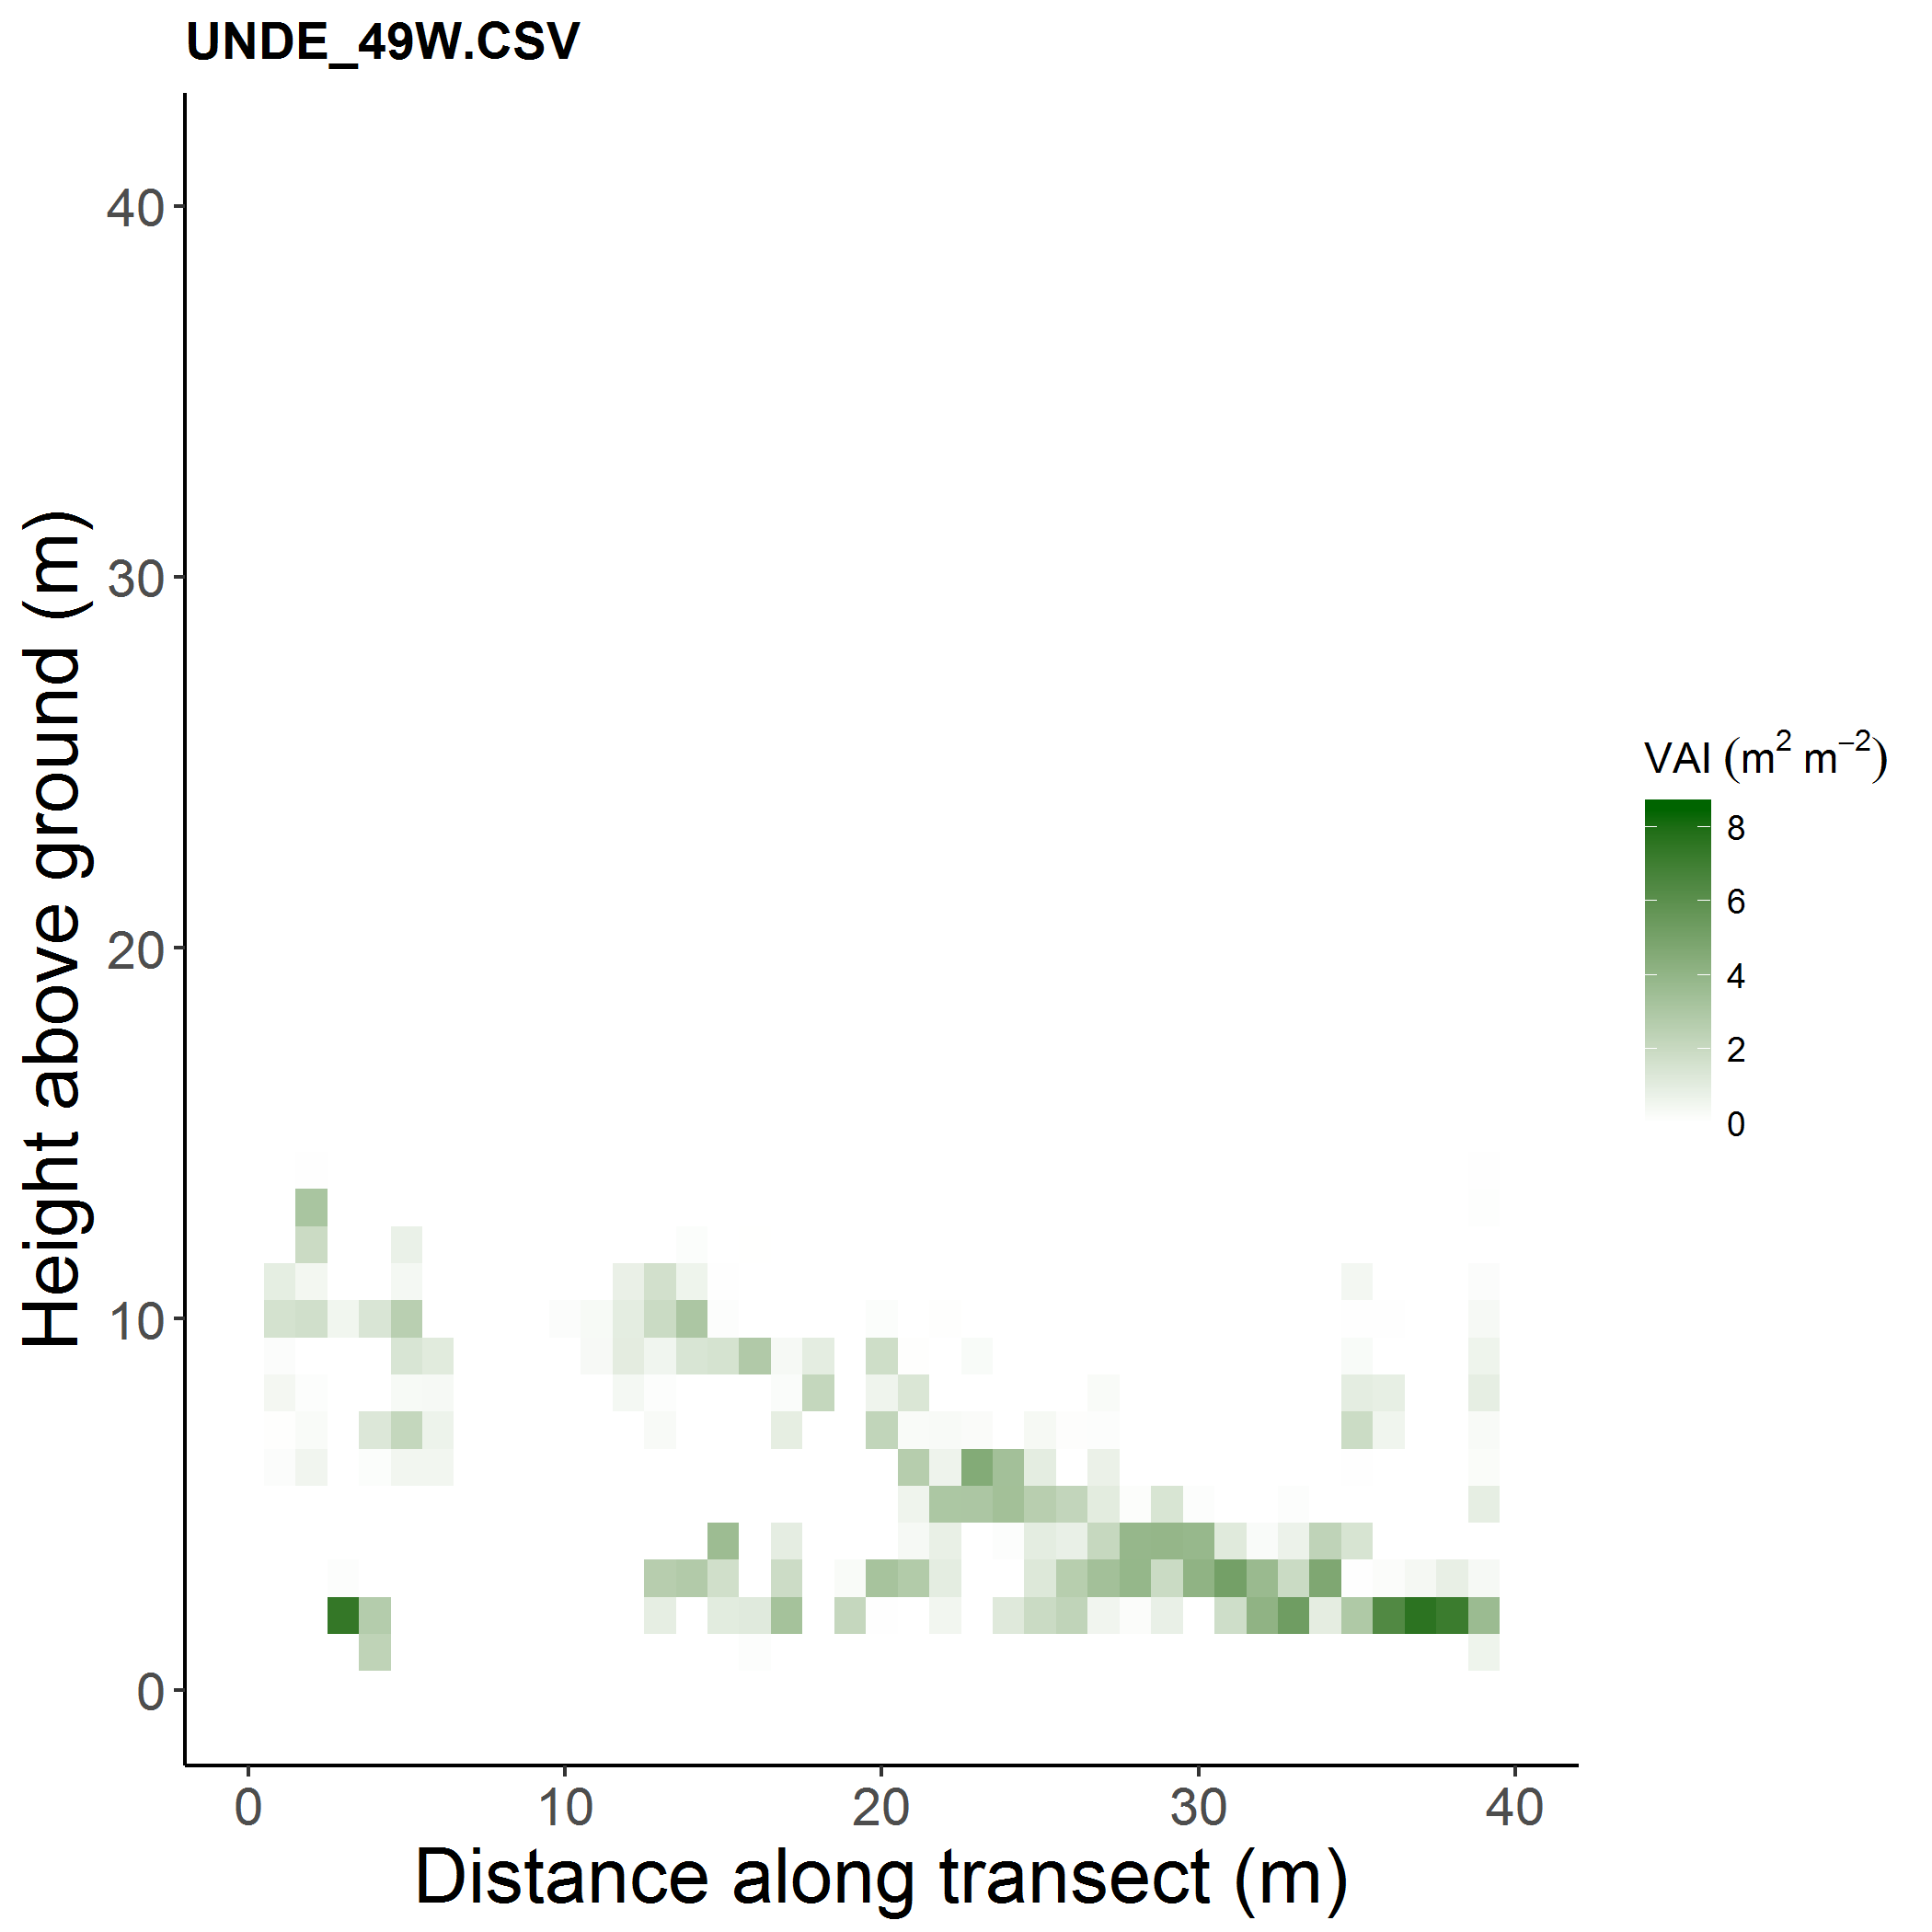 UNDE_49W.CSV
Height above ground (m)
40
30
20
10
0
0 10 20 30 40
Distance along transect (m)
VAI (m² m⁻²)
8
6
4
2
0